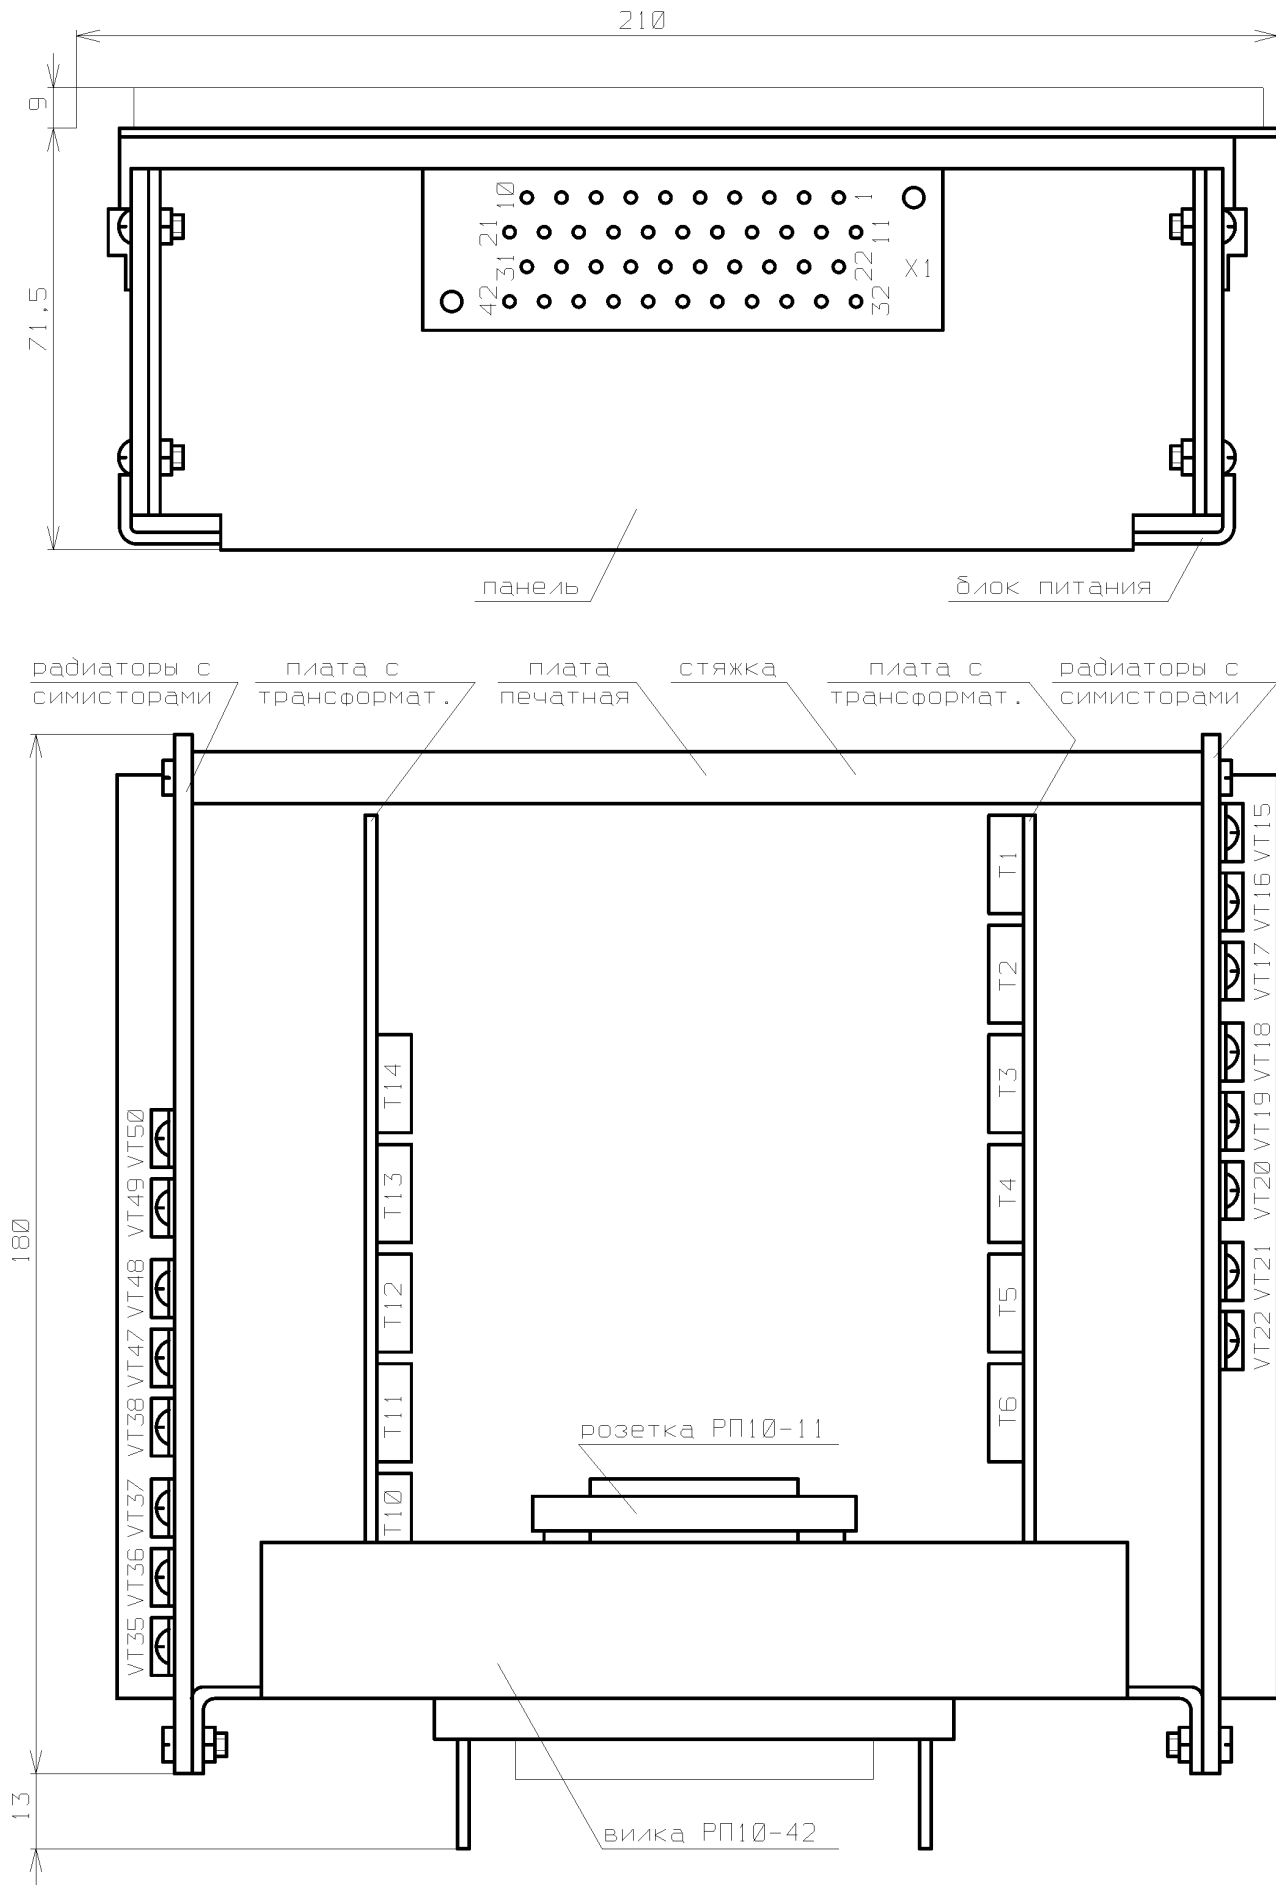 210
9
10
1
21
11
31
22
X1
42
32
71,5
панель
блок питания
радиаторы с
симисторами
плата с
трансформат.
плата
печатная
стяжка
плата с
трансформат.
радиаторы с
симисторами
T1
T2
T3
T4
T5
T6
T14
T13
T12
T11
T10
VT15
VT16
VT17
VT18
VT19
VT20
VT21
VT22
VT50
VT49
VT48
VT47
VT38
VT37
VT36
VT35
180
розетка РП10-11
13
вилка РП10-42